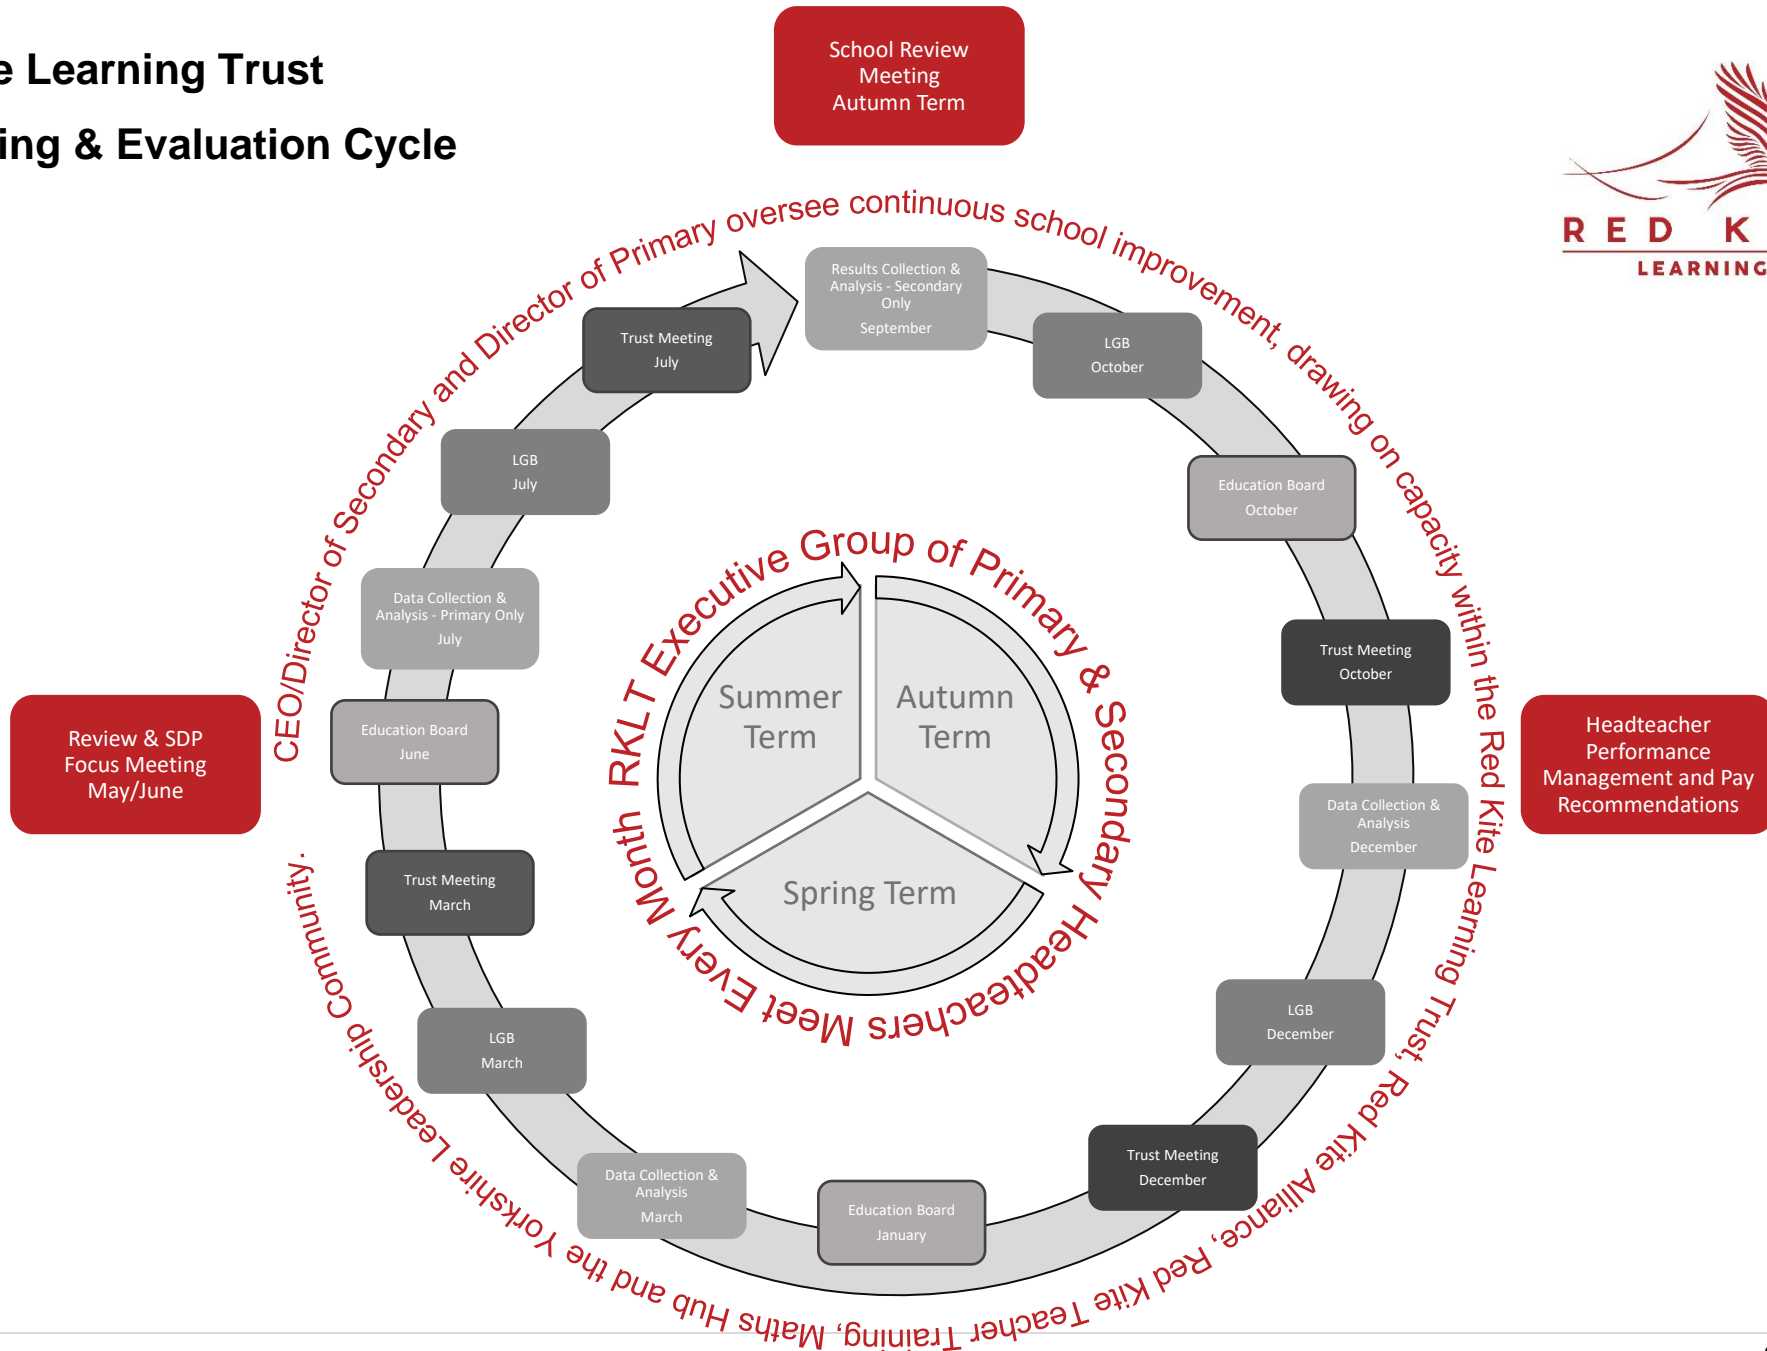 e Learning Trust
ing & Evaluation Cycle
School Review
Meeting
Autumn Term
RED K
LEARNING
CEO/Director of Secondary and Director of Primary oversee continuous school improvement, drawing on capacity within the Red Kite Learning Trust, Red Kite Alliance, Red Kite Teacher Training, Maths Hub and the Yorkshire Leadership Community.
Results Collection &
Analysis - Secondary
Only
September
LGB
October
Education Board
October
Trust Meeting
October
Data Collection &
Analysis
December
LGB
December
Trust Meeting
December
Education Board
January
Data Collection &
Analysis
March
LGB
March
Trust Meeting
March
Education Board
June
Data Collection &
Analysis - Primary Only
July
LGB
July
Trust Meeting
July
RKLT Executive Group of Primary & Secondary Headteachers Meet Every Month
Summer
Term
Autumn
Term
Spring Term
Review & SDP
Focus Meeting
May/June
Headteacher
Performance
Management and Pay
Recommendations